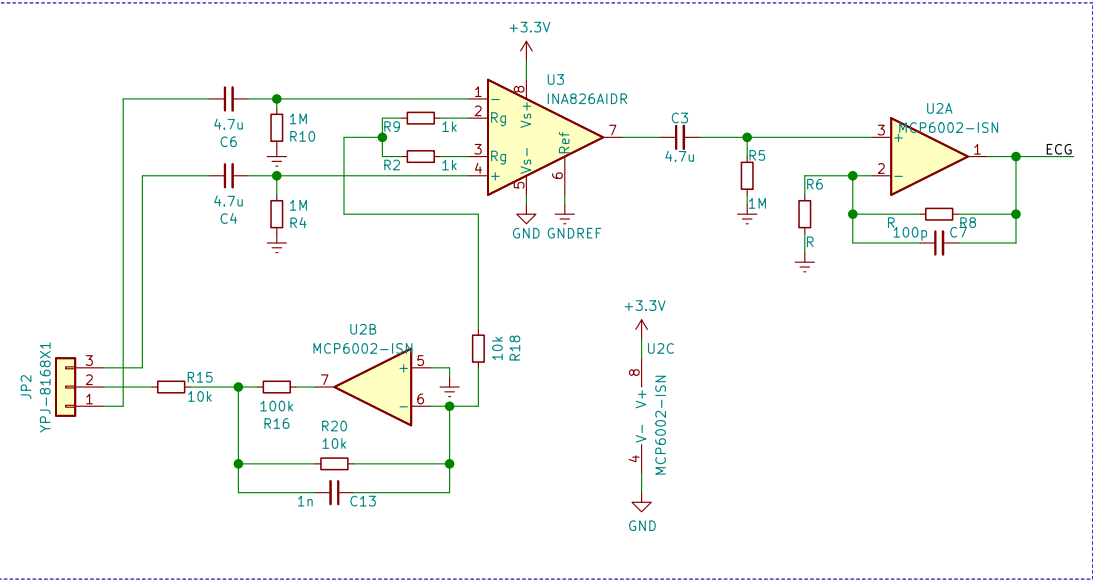 +3.3V
U3
INA826AIDR
1
8
-
2
Rg
Vs+
R9
1k
3
Rg
Vs-
Ref
R2
1k
4
+
5
6
7
GND
GNDREF
4.7u
C6
1M
R10
4.7u
C4
1M
R4
C3
4.7u
R5
1M
U2A
MCP6002-ISN
3
+
2
-
1
ECG
R6
R
R
R8
100p
C7
U2B
MCP6002-ISN
5
+
6
-
7
10k
R18
JP2
YPJ-8168X1
3
2
1
R15
10k
100k
R16
R20
10k
1n
C13
+3.3V
U2C
8
V+
V-
4
MCP6002-ISN
GND